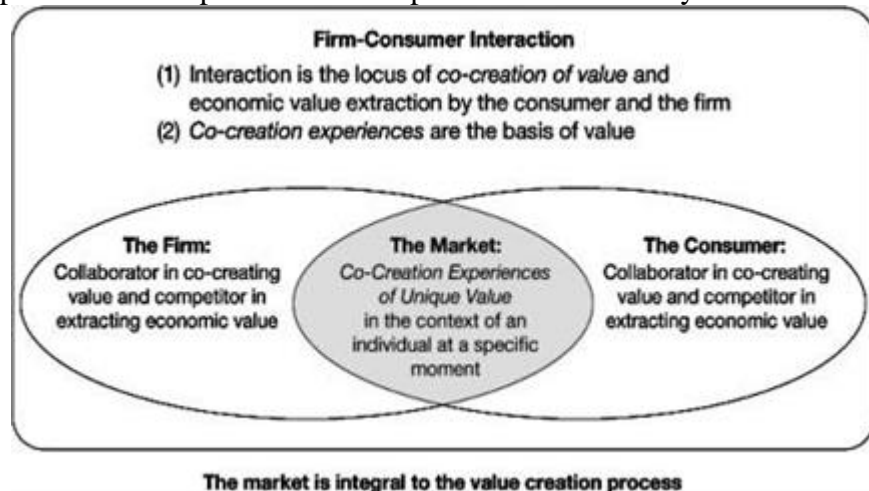 Firm-Consumer Interaction
(1) Interaction is the locus of co-creation of value and
economic value extraction by the consumer and the firm
(2) Co-creation experiences are the basis of value
The Firm:
Collaborator in co-creating
value and competitor in
extracting economic value
The Market:
Co-Creation Experiences
of Unique Value
in the context of an
individual at a specific
moment
The Consumer:
Collaborator in co-creating
value and competitor in
extracting economic value
The market is integral to the value creation process